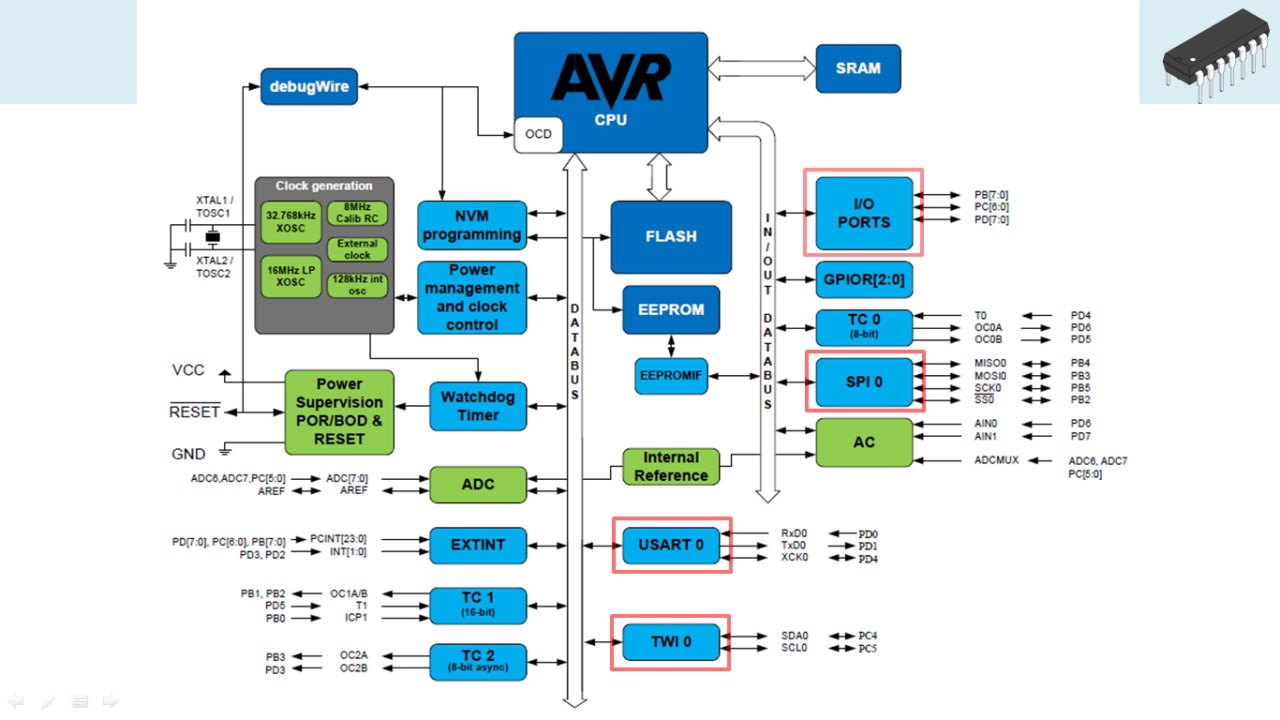 AVR
CPU
OCD
SRAM
debugWire
Clock generation
XTAL1 /
TOSC1
XTAL2 /
TOSC2
32.768kHz
XOSC
8MHz
Calib RC
External
clock
16MHz LP
XOSC
128kHz int
osc
NVM
programming
Power
management
and clock
control
FLASH
EEPROM
EEPROMIF
DATABUS
IN/OUT DATABUS
I/O
PORTS
PB[7:0]
PC[6:0]
PD[7:0]
GPIOR[2:0]
TC 0
(8-bit)
T0 PD4
OC0A PD6
OC0B PD5
SPI 0
MISO0 PB4
MOSI0 PB3
SCK0 PB5
SS0 PB2
AC
AIN0 PD6
AIN1 PD7
ADCMUX ADC6, ADC7
PC[5:0]
VCC
RESET
GND
Power
Supervision
POR/BOD &
RESET
Watchdog
Timer
Internal
Reference
ADC6,ADC7,PC[5:0] ADC[7:0]
AREF AREF
ADC
PD[7:0], PC[6:0], PB[7:0] PCINT[23:0]
PD3, PD2 INT[1:0]
EXTINT
USART 0
RxD0 PD0
TxD0 PD1
XCK0 PD4
PB1, PB2 OC1A/B
PD5 T1
PB0 ICP1
TC 1
(16-bit)
TWI 0
SDA0 PC4
SCL0 PC5
PB3 OC2A
PD3 OC2B
TC 2
(8-bit async)